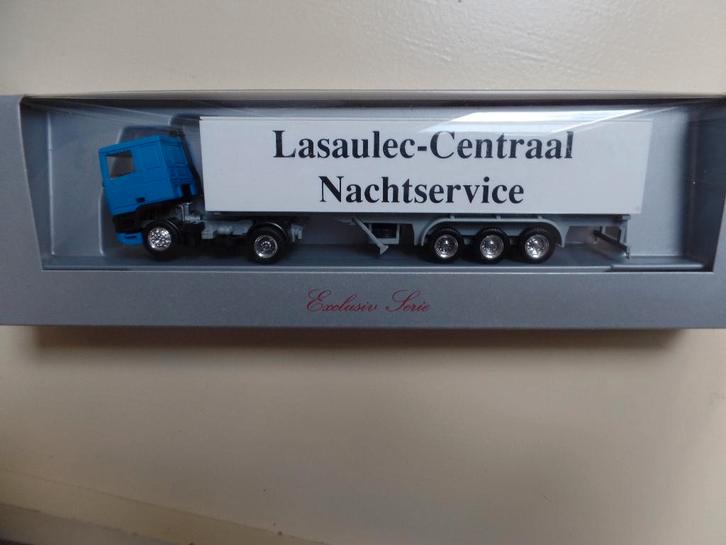 Lasaulec-Centraal
Nachtservice
Exclusiv Serie